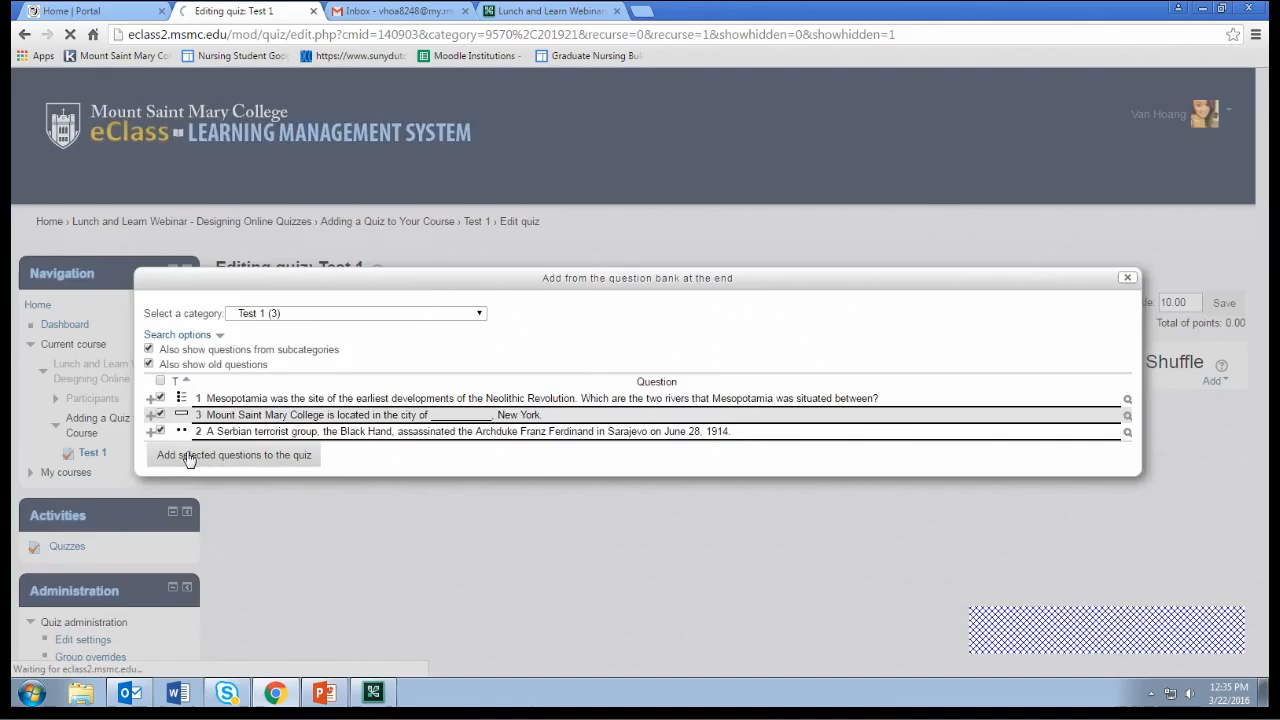 Home | Portal
Editing quiz: Test 1
Inbox - vhoa8248@my.m
Lunch and Learn Webinar
eclass2.msmc.edu/mod/quiz/edit.php?cmid=140903&category=9570%2C201921&recurse=0&recurse=1&showhidden=0&showhidden=1
Apps
Mount Saint Mary Col
Nursing Student Goo
https://www.sunydut
Moodle Institutions -
Graduate Nursing Bui
Mount Saint Mary College
eClass LEARNING MANAGEMENT SYSTEM
Van Hoang
Home › Lunch and Learn Webinar - Designing Online Quizzes › Adding a Quiz to Your Course › Test 1 › Edit quiz
Navigation
Editing quiz: Test 1
Add from the question bank at the end
Home
Dashboard
Current course
Lunch and Learn
Designing Online
Participants
Adding a Quiz
Course
Test 1
My courses
Select a category: Test 1 (3)
Search options
Also show questions from subcategories
Also show old questions
T
Question
1 Mesopotamia was the site of the earliest developments of the Neolithic Revolution. Which are the two rivers that Mesopotamia was situated between?
3 Mount Saint Mary College is located in the city of __________, New York.
2 A Serbian terrorist group, the Black Hand, assassinated the Archduke Franz Ferdinand in Sarajevo on June 28, 1914.
Add selected questions to the quiz
10.00
Save
Total of points: 0.00
Shuffle
Add
Activities
Quizzes
Administration
Quiz administration
Edit settings
Group overrides
Waiting for eclass2.msmc.edu...
12:35 PM
3/22/2016